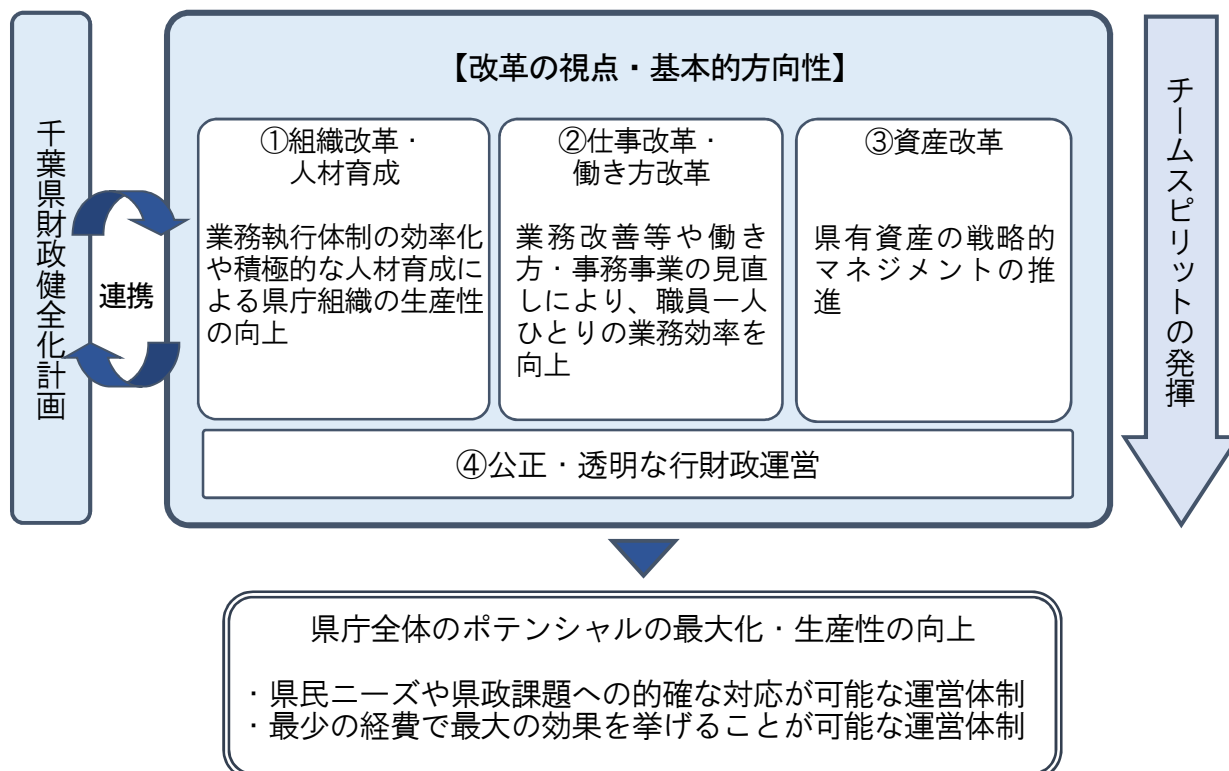 千葉県財政健全化計画
連携
【改革の視点・基本的方向性】
①組織改革・
人材育成
業務執行体制の効率化
や積極的な人材育成に
よる県庁組織の生産性
の向上
②仕事改革・
働き方改革
業務改善等や働き
方・事務事業の見直
しにより、職員一人
ひとりの業務効率を
向上
③資産改革
県有資産の戦略的
マネジメントの推
進
④公正・透明な行財政運営
チームスピリットの発揮
県庁全体のポテンシャルの最大化・生産性の向上
・県民ニーズや県政課題への的確な対応が可能な運営体制
・最少の経費で最大の効果を挙げることが可能な運営体制